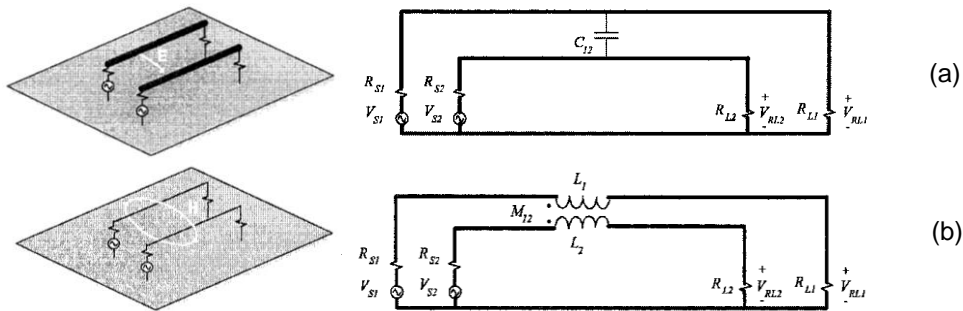 E
C12
RS1
RS2
VS1
VS2
RL2
+
VRL2
-
RL1
+
VRL1
-
(a)
H
L1
M12
L2
RS1
RS2
VS1
VS2
RL2
+
VRL2
-
RL1
+
VRL1
-
(b)